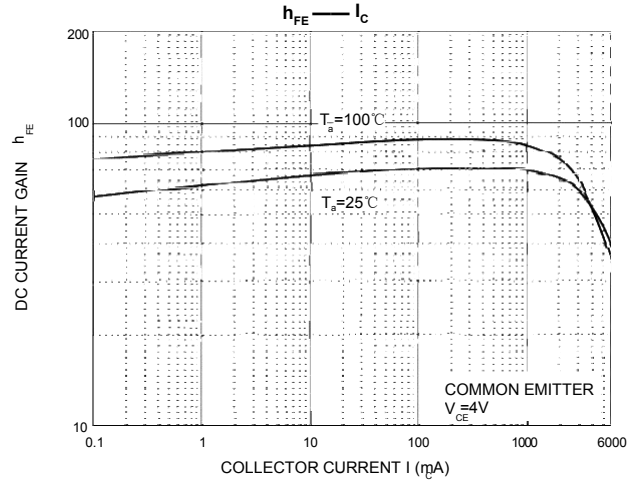 hFE —— IC
200
100
10
DC CURRENT GAIN hFE
Ta=100℃
Ta=25℃
COMMON EMITTER
VCE=4V
0.1 1 10 100 1000 6000
COLLECTOR CURRENT IC (mA)